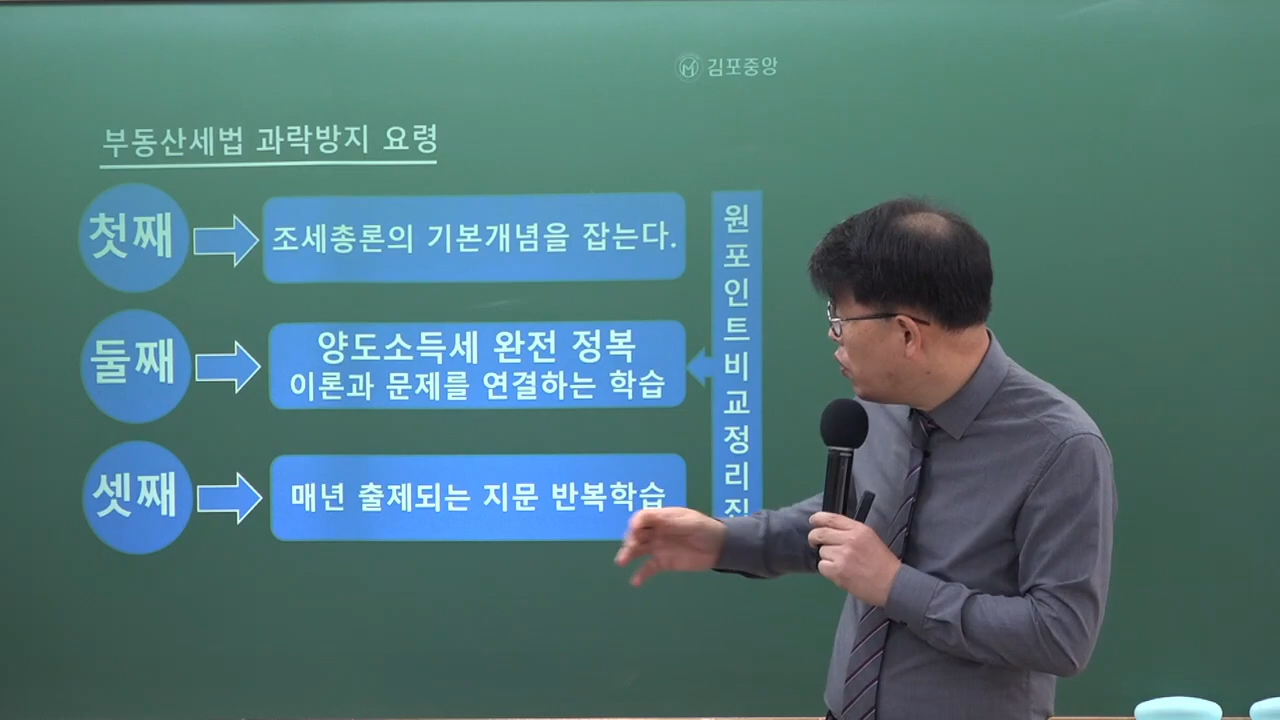 김포중앙
부동산세법 과락방지 요령
첫째
조세총론의 기본개념을 잡는다.
둘째
양도소득세 완전 정복
이론과 문제를 연결하는 학습
셋째
매년 출제되는 지문 반복학습
원포인트비교정리